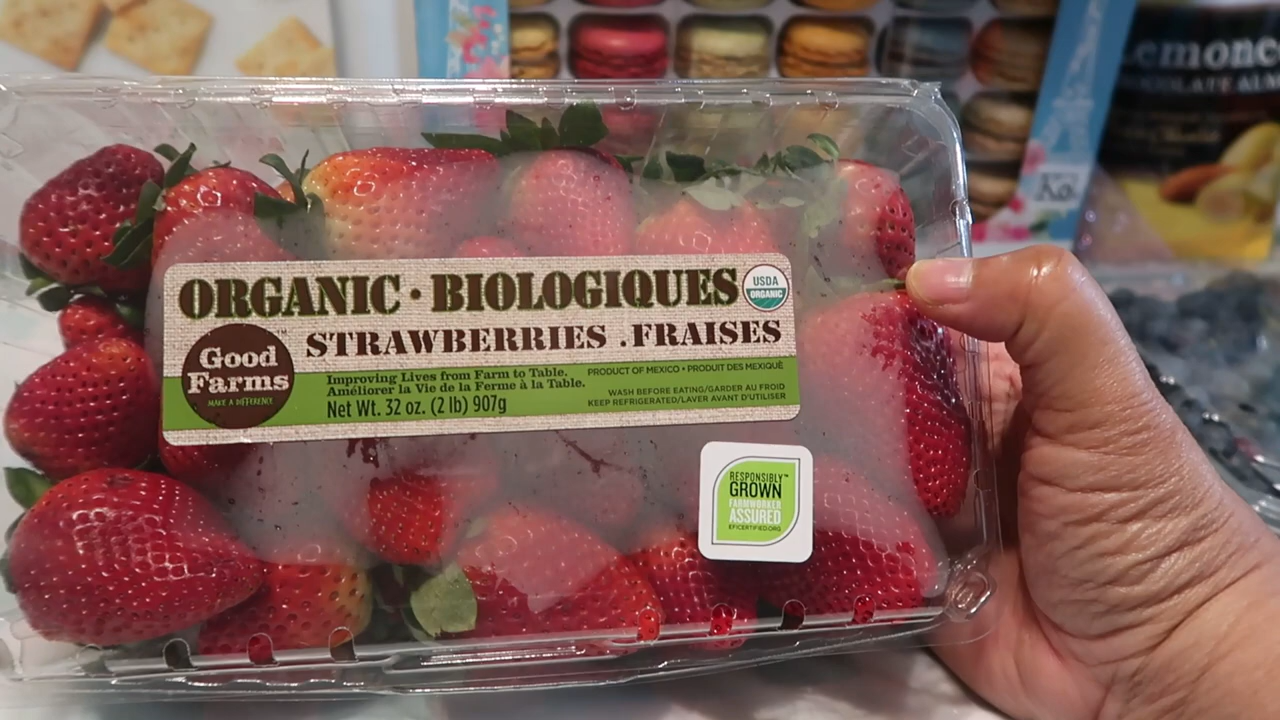 ORGANIC · BIOLOGIQUES
USDA
ORGANIC
STRAWBERRIES . FRAISES
Good
Farms™
MAKE A DIFFERENCE
Improving Lives from Farm to Table.
Améliorer la Vie de la Ferme à la Table.
Net Wt. 32 oz. (2 lb) 907g
PRODUCT OF MEXICO • PRODUIT DES MEXIQUE
WASH BEFORE EATING/GARDER AU FROID
KEEP REFRIGERATED/LAVER AVANT D'UTILISER
RESPONSIBLY™
GROWN
FARMWORKER
ASSURED
EFICERTIFIED.ORG